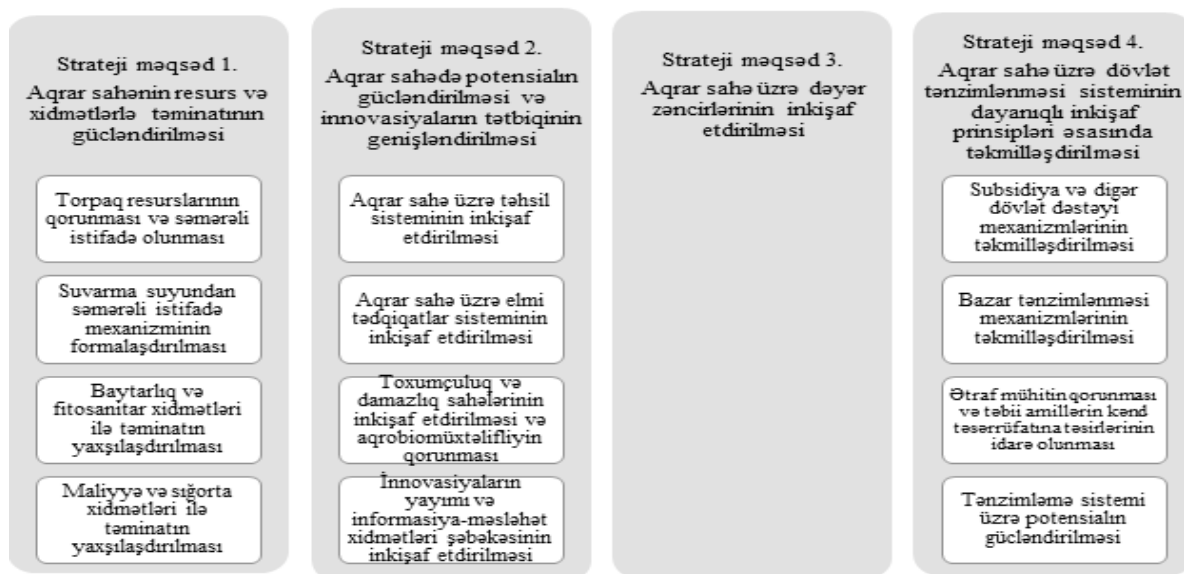 Strateji məqsəd 1.
Aqrar sahənin resurs və
xidmətlərlə təminatının
gücləndirilməsi
Torpaq resurslarının
qorunması və səmərəli
istifadə olunması
Suvarma suyundan
səmərəli istifadə
mexanizminin
formalaşdırılması
Baytarlıq və
fitosanitar xidmətləri
ilə təminatın
yaxşılaşdırılması
Maliyyə və sığorta
xidmətləri ilə
təminatın
yaxşılaşdırılması
Strateji məqsəd 2.
Aqrar sahədə potensialın
gücləndirilməsi və
innovasiyaların tətbiqinin
genişləndirilməsi
Aqrar sahə üzrə təhsil
sisteminin inkişaf
etdirilməsi
Aqrar sahə üzrə elmi
tədqiqatlar sisteminin
inkişaf etdirilməsi
Toxumçuluq və
damazlıq sahələrinin
inkişaf etdirilməsi və
aqrobiomüxtəlifliyin
qorunması
İnnovasiyaların
yayımı və
informasiya-məsləhət
xidmətləri şəbəkəsinin
inkişaf etdirilməsi
Strateji məqsəd 3.
Aqrar sahə üzrə dəyər
zəncirlərinin inkişaf
etdirilməsi
Strateji məqsəd 4.
Aqrar sahə üzrə dövlət
tənzimlənməsi sisteminin
dayanıqlı inkişaf
prinsipləri əsasında
təkmilləşdirilməsi
Subsidiya və digər
dövlət dəstəyi
mexanizmlərinin
təkmilləşdirilməsi
Bazar tənzimlənməsi
mexanizmlərinin
təkmilləşdirilməsi
Ətraf mühitin qorunması
və təbii amillərin kənd
təsərrüfatına təsirlərinin
idarə olunması
Tənzimləmə sistemi
üzrə potensialın
gücləndirilməsi